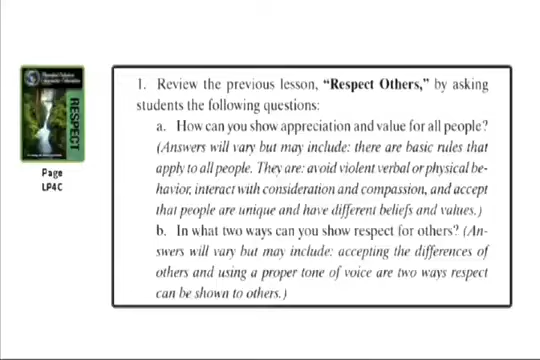 RESPECT
Page
LP4C
1. Review the previous lesson, “Respect Others,” by asking
students the following questions:
a. How can you show appreciation and value for all people?
(Answers will vary but may include: there are basic rules that
apply to all people. They are: avoid violent verbal or physical be-
havior, interact with consideration and compassion, and accept
that people are unique and have different beliefs and values.)
b. In what two ways can you show respect for others? (An-
swers will vary but may include: accepting the differences of
others and using a proper tone of voice are two ways respect
can be shown to others.)